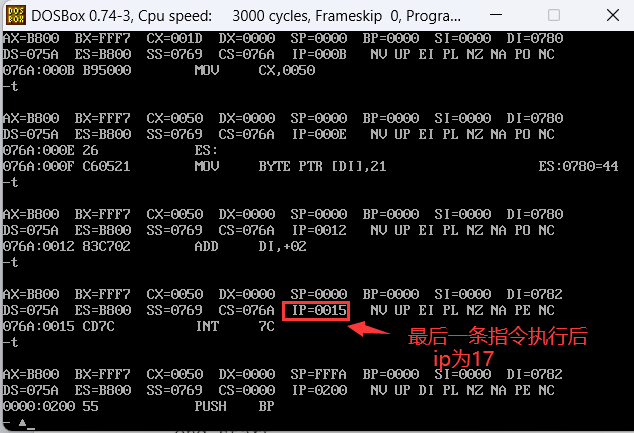 DOSBox 0.74-3, Cpu speed: 3000 cycles, Frameskip 0, Progra...
AX=B800 BX=FFF7 CX=001D DX=0000 SP=0000 BP=0000 SI=0000 DI=0780
DS=075A ES=B800 SS=0769 CS=076A IP=000B NV UP EI PL NZ NA PO NC
076A:000B B95000 MOV CX,0050
-t
AX=B800 BX=FFF7 CX=0050 DX=0000 SP=0000 BP=0000 SI=0000 DI=0780
DS=075A ES=B800 SS=0769 CS=076A IP=000E NV UP EI PL NZ NA PO NC
076A:000E 26 ES:
076A:000F C60521 MOV BYTE PTR [DI],21 ES:0780=44
-t
AX=B800 BX=FFF7 CX=0050 DX=0000 SP=0000 BP=0000 SI=0000 DI=0780
DS=075A ES=B800 SS=0769 CS=076A IP=0012 NV UP EI PL NZ NA PO NC
076A:0012 83C702 ADD DI,+02
-t
AX=B800 BX=FFF7 CX=0050 DX=0000 SP=0000 BP=0000 SI=0000 DI=0782
DS=075A ES=B800 SS=0769 CS=076A IP=0015 NV UP EI PL NZ NA PE NC
076A:0015 CD7C INT 7C
最后一条指令执行后
ip为17
-t
AX=B800 BX=FFF7 CX=0050 DX=0000 SP=FFFA BP=0000 SI=0000 DI=0782
DS=075A ES=B800 SS=0769 CS=0000 IP=0200 NV UP DI PL NZ NA PE NC
0000:0200 55 PUSH BP
-